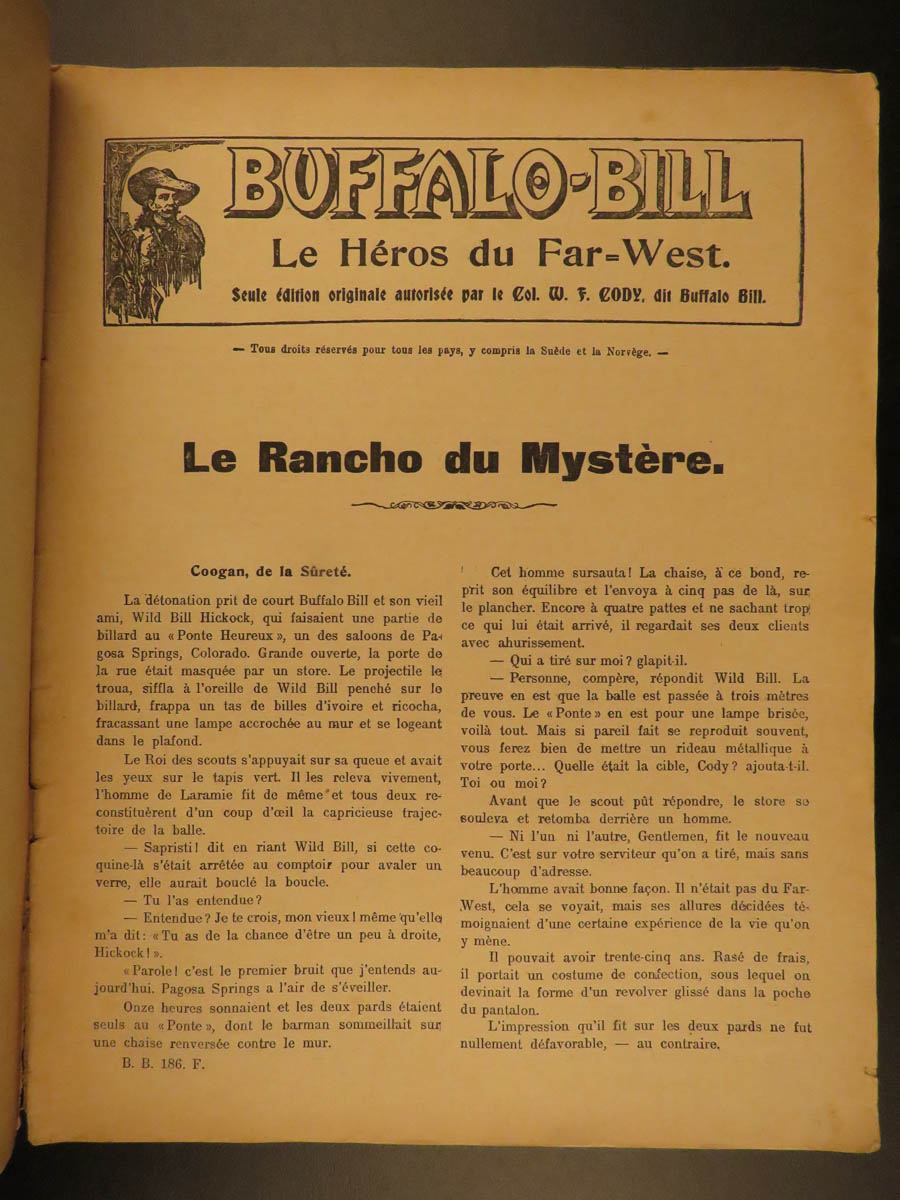 BUFFALO-BILL
Le Héros du Far=West.
Seule édition originale autorisée par le Col. W. F. CODY, dit Buffalo Bill.
— Tous droits réservés pour tous les pays, y compris la Suède et la Norvège. —
Le Rancho du Mystère.
Coogan, de la Sûreté.
La détonation prit de court Buffalo Bill et son vieil
ami, Wild Bill Hickock, qui faisaient une partie de
billard au « Ponte Heureux », un des saloons de Pa-
gosa Springs, Colorado. Grande ouverte, la porte de
la rue était masquée par un store. Le projectile le
troua, siffla à l'oreille de Wild Bill penché sur le
billard, frappa un tas de billes d'ivoire et ricocha,
fracassant une lampe accrochée au mur et se logeant
dans le plafond.
Le Roi des scouts s'appuyait sur sa queue et avait
les yeux sur le tapis vert. Il les releva vivement,
l'homme de Laramie fit de même et tous deux re-
constituèrent d'un coup d'œil la capricieuse trajec-
toire de la balle.
— Sapristi! dit en riant Wild Bill, si cette co-
quine-là s'était arrêtée au comptoir pour avaler un
verre, elle aurait bouclé la boucle.
— Tu l'as entendue?
— Entendue? Je te crois, mon vieux! même qu'elle
m'a dit: « Tu as de la chance d'être un peu à droite,
Hickock! ».
« Parole! c'est le premier bruit que j'entends au-
jourd'hui. Pagosa Springs a l'air de s'éveiller.
Onze heures sonnaient et les deux pards étaient
seuls au « Ponte », dont le barman sommeillait sur
une chaise renversée contre le mur.
B. B. 186. F.
Cet homme sursauta! La chaise, à ce bond, re-
prit son équilibre et l'envoya à cinq pas de là, sur
le plancher. Encore à quatre pattes et ne sachant trop
ce qui lui était arrivé, il regardait ses deux clients
avec ahurissement.
— Qui a tiré sur moi? glapit-il.
— Personne, compère, répondit Wild Bill. La
preuve en est que la balle est passée à trois mètres
de vous. Le « Ponte » en est pour une lampe brisée,
voilà tout. Mais si pareil fait se reproduit souvent,
vous ferez bien de mettre un rideau métallique à
votre porte... Quelle était la cible, Cody? ajouta-t-il.
Toi ou moi?
Avant que le scout pût répondre, le store se
souleva et retomba derrière un homme.
— Ni l'un ni l'autre, Gentlemen, fit le nouveau
venu. C'est sur votre serviteur qu'on a tiré, mais sans
beaucoup d'adresse.
L'homme avait bonne façon. Il n'était pas du Far-
West, cela se voyait, mais ses allures décidées té-
moignaient d'une certaine expérience de la vie qu'on
y mène.
Il pouvait avoir trente-cinq ans. Rasé de frais,
il portait un costume de confection, sous lequel on
devinait la forme d'un revolver glissé dans la poche
du pantalon.
L'impression qu'il fit sur les deux pards ne fut
nullement défavorable, — au contraire.